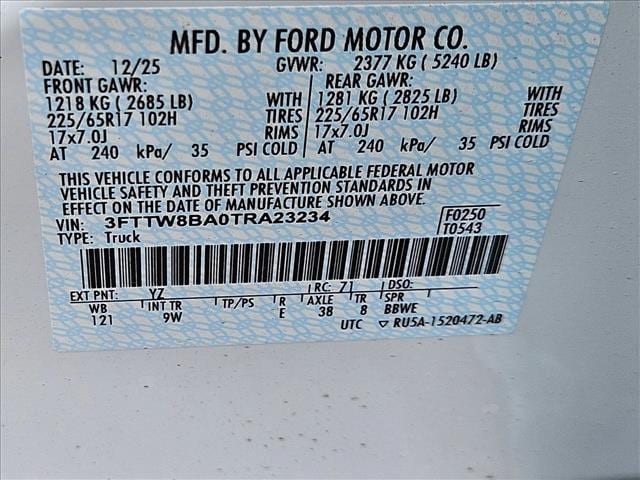 MFD. BY FORD MOTOR CO.
DATE: 12/25 GVWR: 2377 KG ( 5240 LB)
FRONT GAWR: REAR GAWR:
1218 KG ( 2685 LB) WITH 1281 KG ( 2825 LB) WITH
225/65R17 102H TIRES 225/65R17 102H TIRES
17x7.0J RIMS 17x7.0J RIMS
AT 240 kPa/ 35 PSI COLD AT 240 kPa/ 35 PSI COLD
THIS VEHICLE CONFORMS TO ALL APPLICABLE FEDERAL MOTOR
VEHICLE SAFETY AND THEFT PREVENTION STANDARDS IN
EFFECT ON THE DATE OF MANUFACTURE SHOWN ABOVE.
VIN: 3FTTW8BA0TRA23234 F0250
TYPE: Truck T0543
EXT PNT: YZ RC: 71 DSO:
WB INT TR TP/PS R AXLE TR SPR
121 9W E 38 8 BBWE
UTC ▽ RU5A-1520472-AB